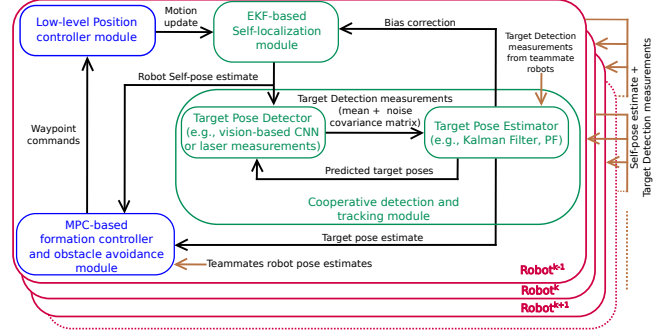 Low-level Position
controller module
Motion
update
EKF-based
Self-localization
module
Bias correction
Target Detection
measurements
from teammate
robots
Robot Self-pose estimate
Target Detection measurements
(mean + noise
covariance matrix)
Target Pose Detector
(e.g., vision-based CNN
or laser measurements)
Target Pose Estimator
(e.g., Kalman Filter, PF)
Waypoint
commands
Predicted target poses
Cooperative detection and
tracking module
MPC-based
formation controller
and obstacle avoidance
module
Target pose estimate
Teammates robot pose estimates
Robot^k-1
Robot^k
Robot^k+1
Self-pose estimate +
Target Detection measurements